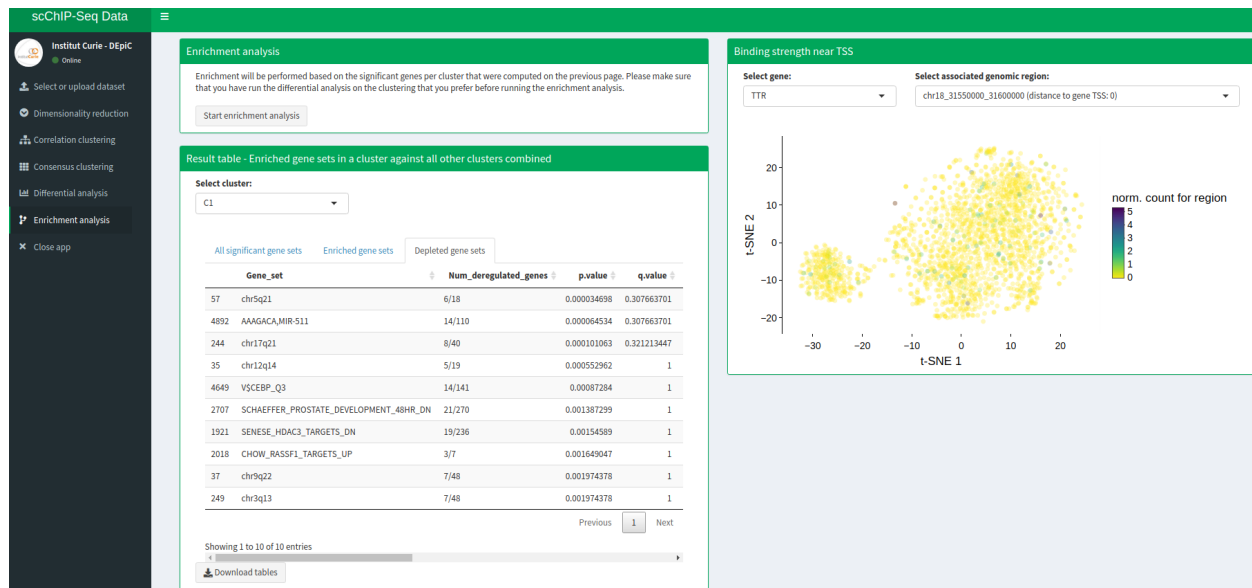 scChIP-Seq Data
Institut Curie - DEpiC
Online
Select or upload dataset
Dimensionality reduction
Correlation clustering
Consensus clustering
Differential analysis
Enrichment analysis
Close app
Enrichment analysis
Enrichment will be performed based on the significant genes per cluster that were computed on the previous page. Please make sure
that you have run the differential analysis on the clustering that you prefer before running the enrichment analysis.
Start enrichment analysis
Result table - Enriched gene sets in a cluster against all other clusters combined
Select cluster:
C1
All significant gene sets Enriched gene sets Depleted gene sets
Gene_set Num_deregulated_genes p.value q.value
57 chr5q21 6/18 0.000034698 0.307663701
4892 AAAGACA,MIR-511 14/110 0.000064534 0.307663701
244 chr17q21 8/40 0.000101063 0.321213447
35 chr12q14 5/19 0.000552962 1
4649 V$CEBP_Q3 14/141 0.00087284 1
2707 SCHAEFFER_PROSTATE_DEVELOPMENT_48HR_DN 21/270 0.001387299 1
1921 SENESE_HDAC3_TARGETS_DN 19/236 0.00154589 1
2018 CHOW_RASSF1_TARGETS_UP 3/7 0.001649047 1
37 chr9q22 7/48 0.001974378 1
249 chr3q13 7/48 0.001974378 1
Previous 1 Next
Showing 1 to 10 of 10 entries
Download tables
Binding strength near TSS
Select gene: Select associated genomic region:
TTR chr18_31550000_31600000 (distance to gene TSS: 0)
20
10
0
−10
−20
t-SNE 2
−30 −20 −10 0 10 20
t-SNE 1
norm. count for region
5
4
3
2
1
0